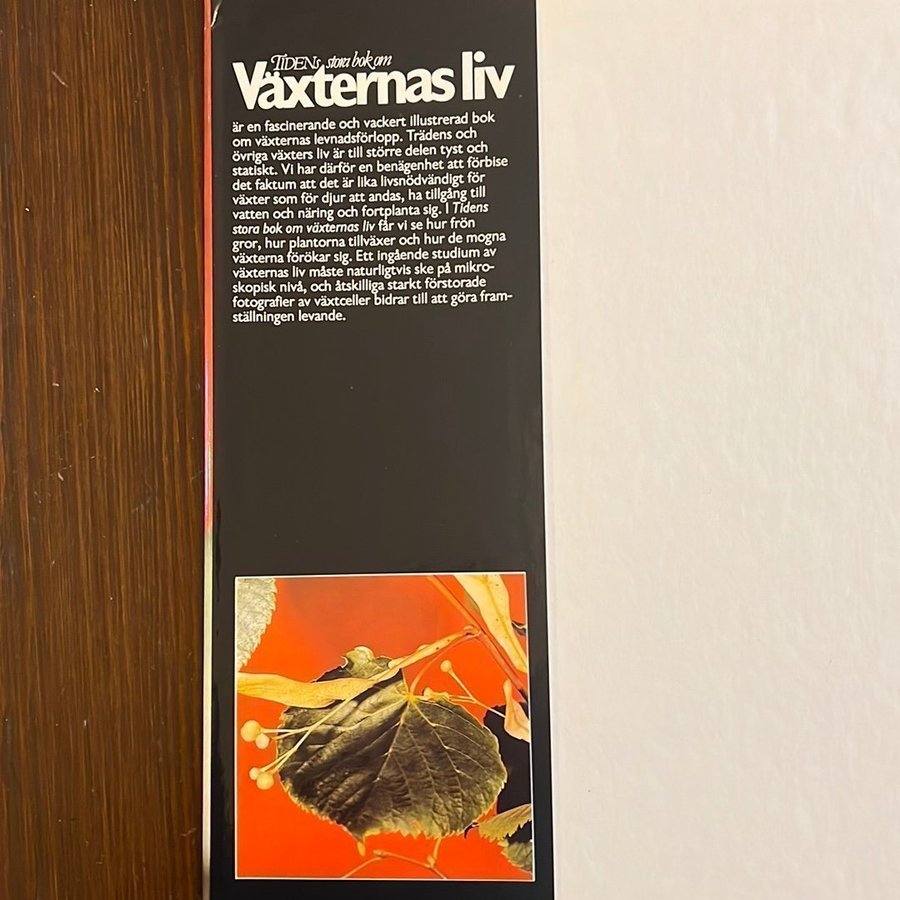 TIDENs stora bok om
Växternas liv
är en fascinerande och vackert illustrerad bok
om växternas levnadsförlopp. Trädens och
övriga växters liv är till större delen tyst och
statiskt. Vi har därför en benägenhet att förbise
det faktum att det är lika livsnödvändigt för
växter som för djur att andas, ha tillgång till
vatten och näring och fortplanta sig. I Tidens
stora bok om växternas liv får vi se hur frön
gror, hur plantorna tillväxer och hur de mogna
växterna förökar sig. Ett ingående studium av
växternas liv måste naturligtvis ske på mikro-
skopisk nivå, och åtskilliga starkt förstorade
fotografier av växtceller bidrar till att göra fram-
ställningen levande.